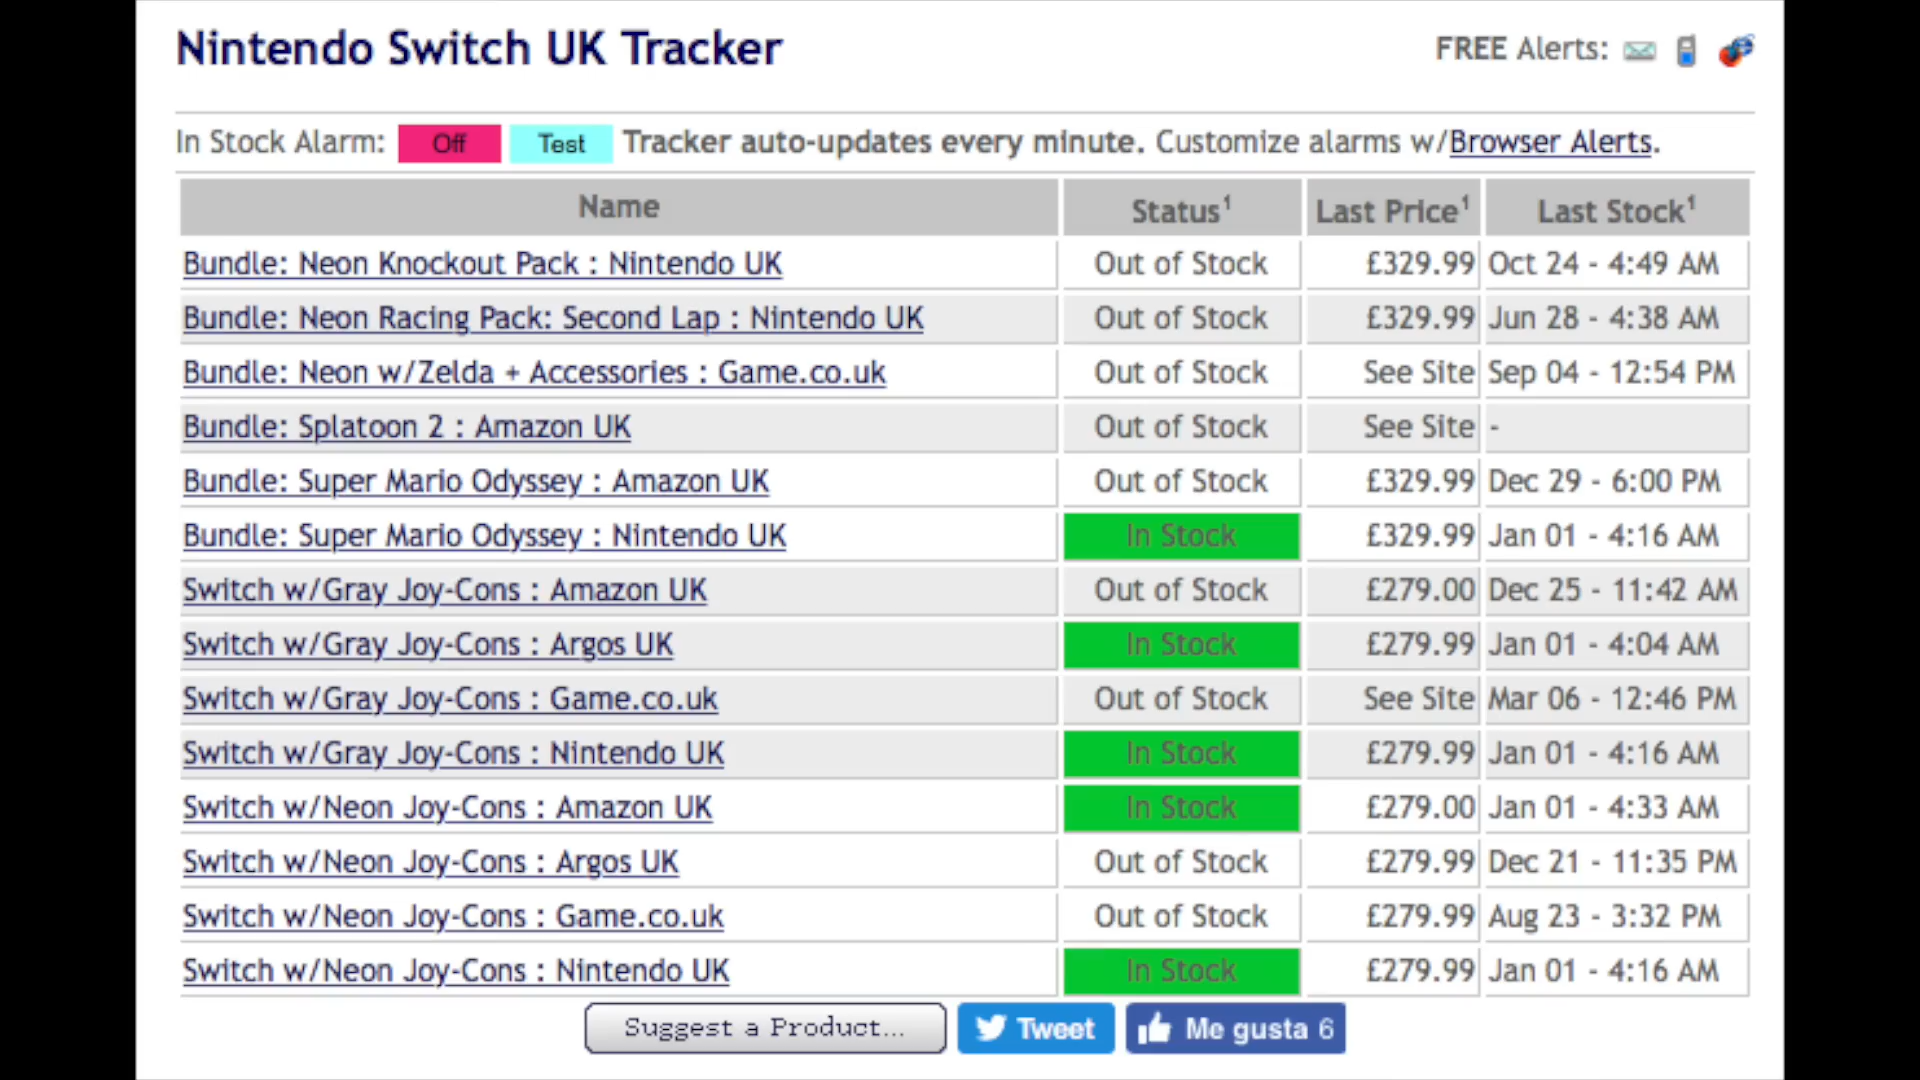 Nintendo Switch UK Tracker
FREE Alerts:
In Stock Alarm: Off Test Tracker auto-updates every minute. Customize alarms w/Browser Alerts.
Name Status¹ Last Price¹ Last Stock¹
Bundle: Neon Knockout Pack : Nintendo UK Out of Stock £329.99 Oct 24 - 4:49 AM
Bundle: Neon Racing Pack: Second Lap : Nintendo UK Out of Stock £329.99 Jun 28 - 4:38 AM
Bundle: Neon w/Zelda + Accessories : Game.co.uk Out of Stock See Site Sep 04 - 12:54 PM
Bundle: Splatoon 2 : Amazon UK Out of Stock See Site -
Bundle: Super Mario Odyssey : Amazon UK Out of Stock £329.99 Dec 29 - 6:00 PM
Bundle: Super Mario Odyssey : Nintendo UK In Stock £329.99 Jan 01 - 4:16 AM
Switch w/Gray Joy-Cons : Amazon UK Out of Stock £279.00 Dec 25 - 11:42 AM
Switch w/Gray Joy-Cons : Argos UK In Stock £279.99 Jan 01 - 4:04 AM
Switch w/Gray Joy-Cons : Game.co.uk Out of Stock See Site Mar 06 - 12:46 PM
Switch w/Gray Joy-Cons : Nintendo UK In Stock £279.99 Jan 01 - 4:16 AM
Switch w/Neon Joy-Cons : Amazon UK In Stock £279.00 Jan 01 - 4:33 AM
Switch w/Neon Joy-Cons : Argos UK Out of Stock £279.99 Dec 21 - 11:35 PM
Switch w/Neon Joy-Cons : Game.co.uk Out of Stock £279.99 Aug 23 - 3:32 PM
Switch w/Neon Joy-Cons : Nintendo UK In Stock £279.99 Jan 01 - 4:16 AM
Suggest a Product... Tweet Me gusta 6